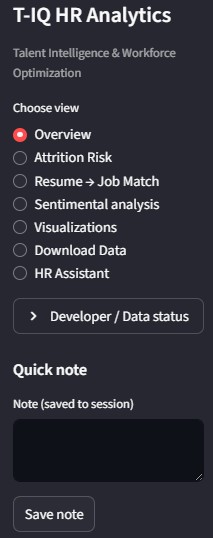 T-IQ HR Analytics
Talent Intelligence & Workforce
Optimization
Choose view
Overview
Attrition Risk
Resume → Job Match
Sentimental analysis
Visualizations
Download Data
HR Assistant
Developer / Data status
Quick note
Note (saved to session)
Save note